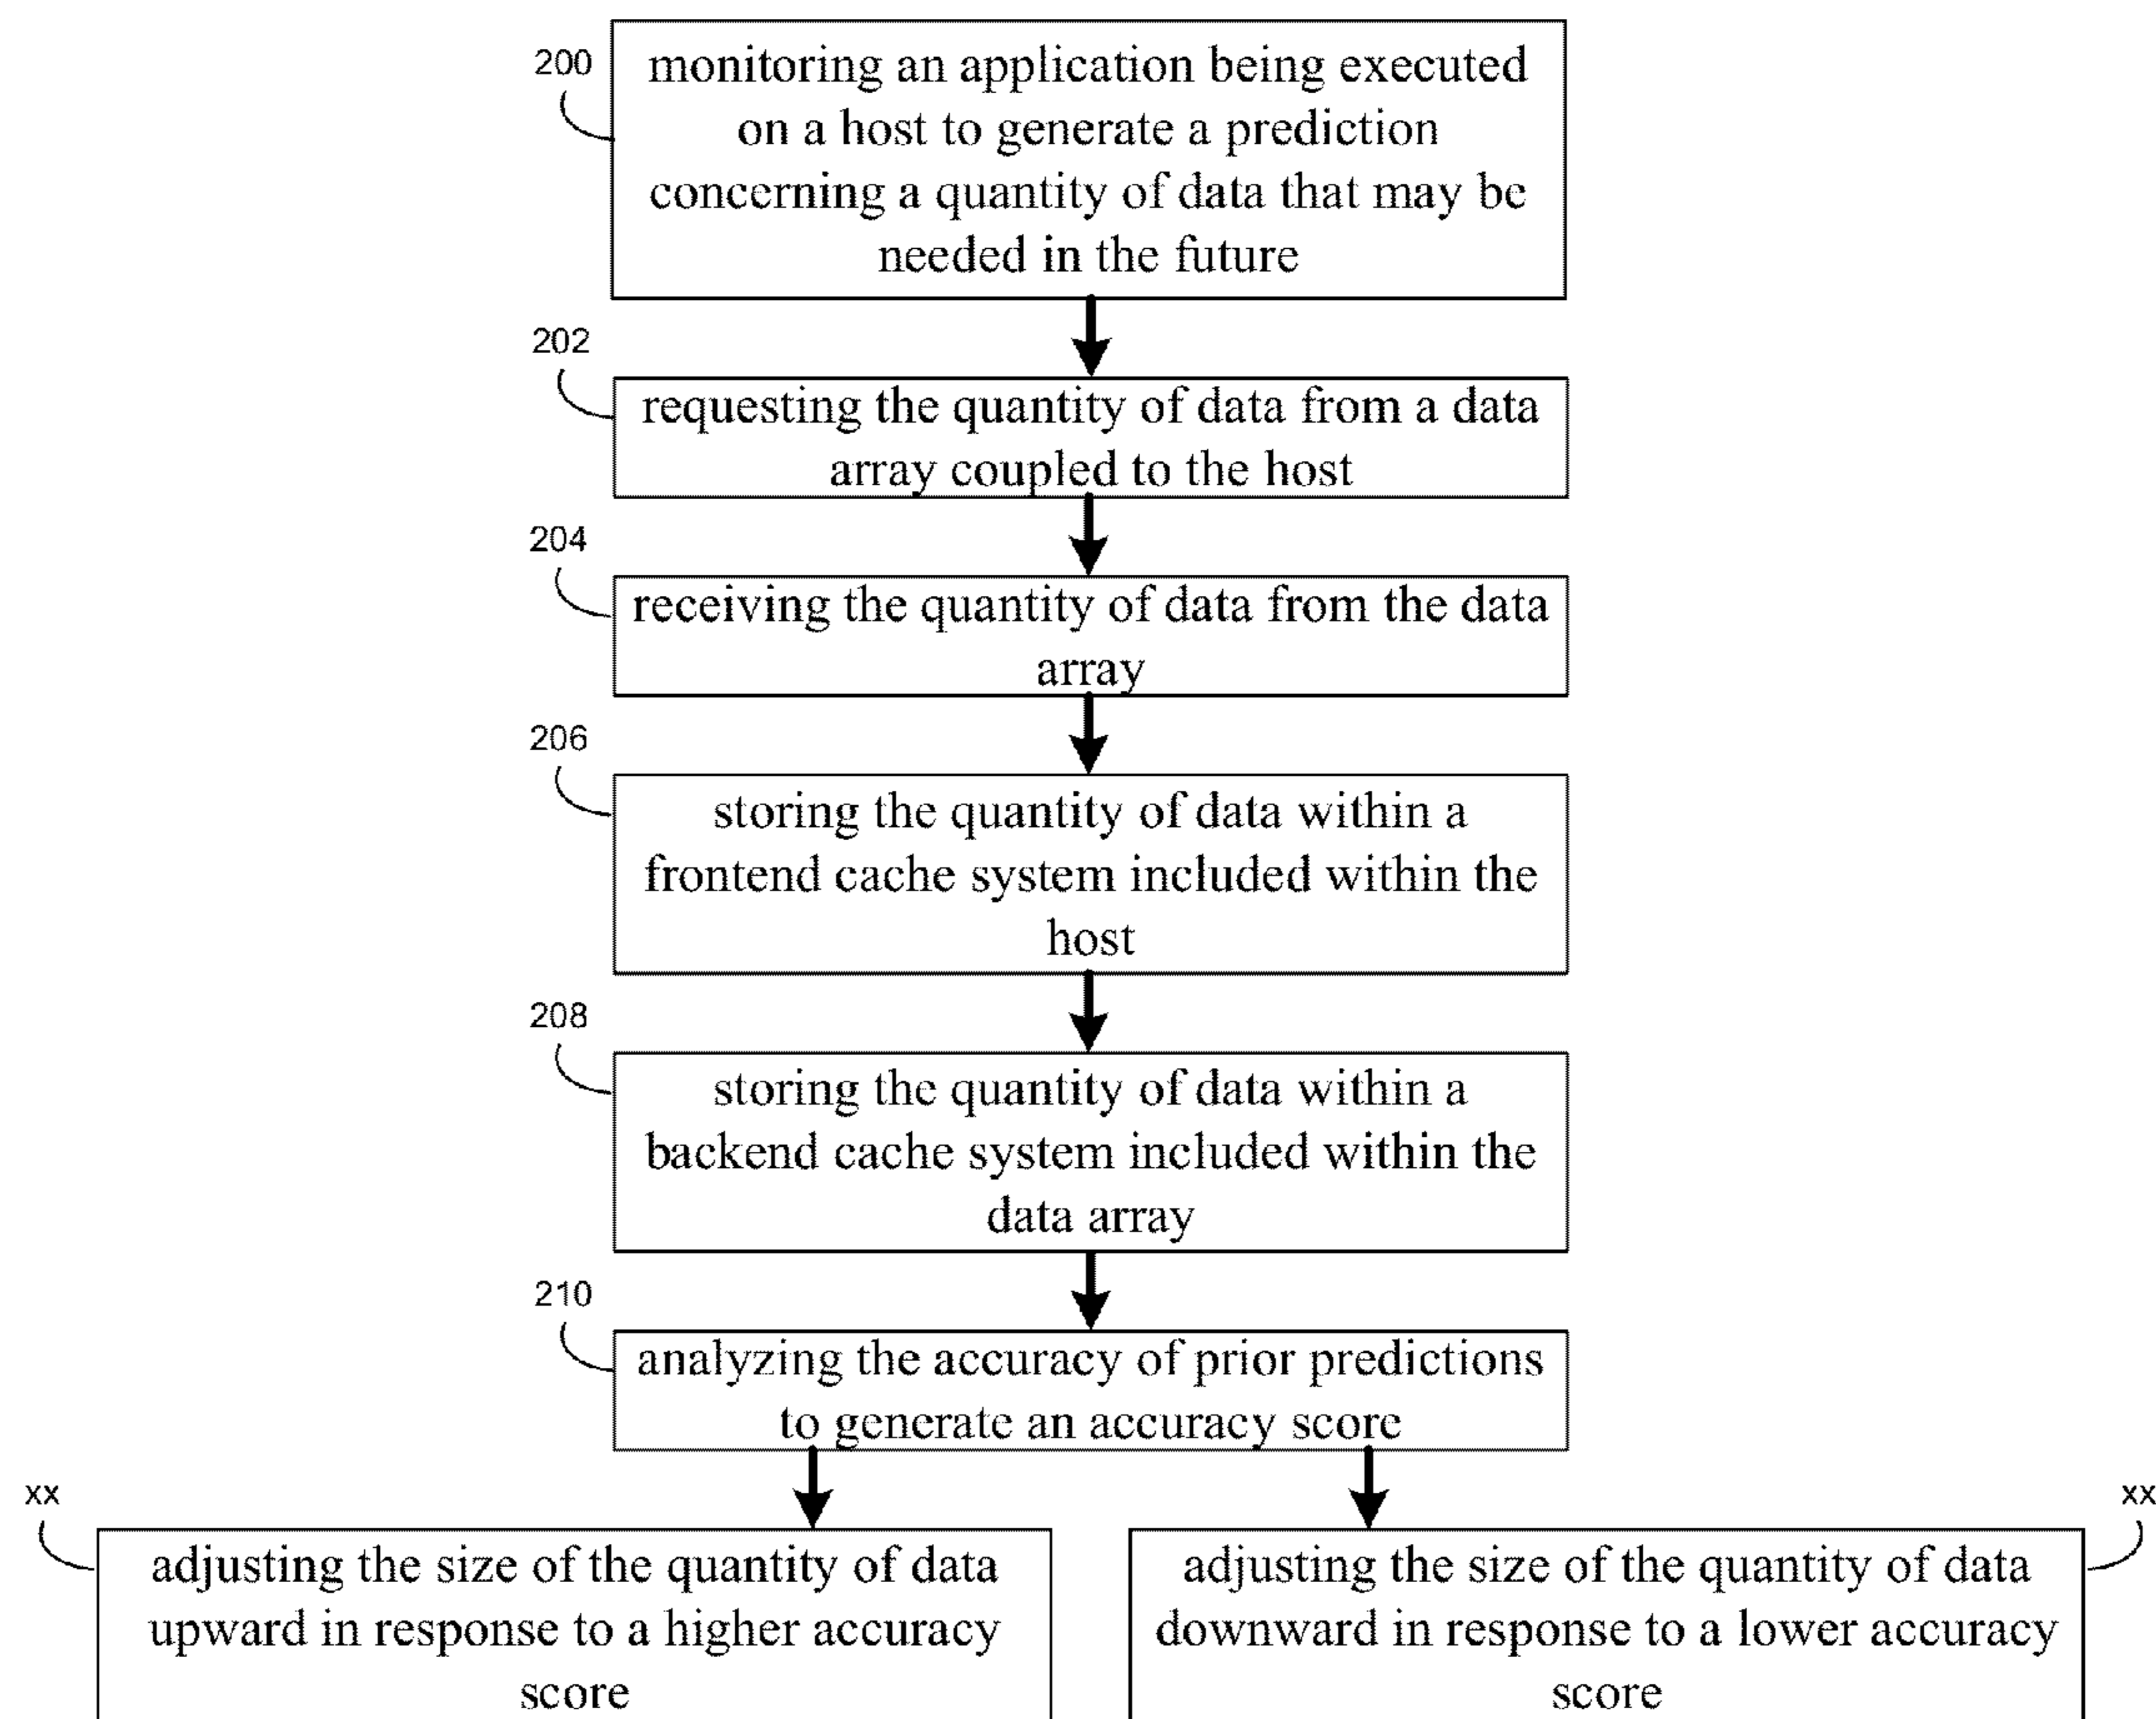 200
monitoring an application being executed
on a host to generate a prediction
concerning a quantity of data that may be
needed in the future
202
requesting the quantity of data from a data
array coupled to the host
204
receiving the quantity of data from the data
array
206
storing the quantity of data within a
frontend cache system included within the
host
208
storing the quantity of data within a
backend cache system included within the
data array
210
analyzing the accuracy of prior predictions
to generate an accuracy score
xx
adjusting the size of the quantity of data
upward in response to a higher accuracy
score
xx
adjusting the size of the quantity of data
downward in response to a lower accuracy
score